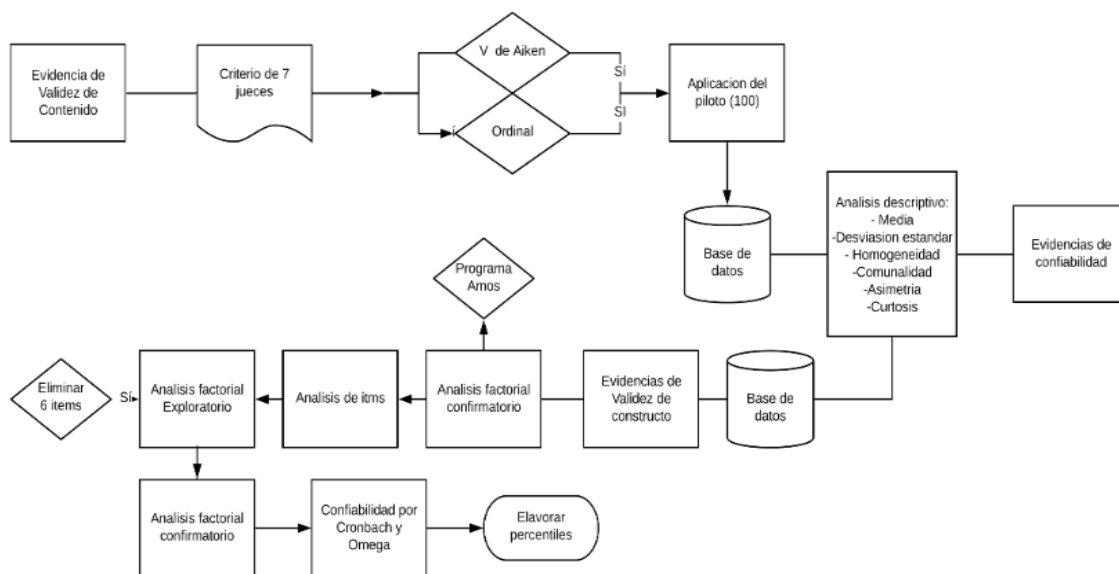 Evidencia de
Validez de
Contenido
Criterio de 7
jueces
V de Aiken
Ordinal
Sí
SI
Aplicacion del
piloto (100)
Base de
datos
Analisis descriptivo:
- Media
-Desviasion estandar
- Homogeneidad
-Comunalidad
-Asimetria
-Curtosis
Evidencias de
confiabilidad
Programa
Amos
Eliminar
6 items
Sí
Analisis factorial
Exploratorio
Analisis de itms
Analisis factorial
confirmatorio
Evidencias de
Validez de
constructo
Base de
datos
Analisis factorial
confirmatorio
Confiabilidad por
Cronbach y
Omega
Elavorar
percentiles